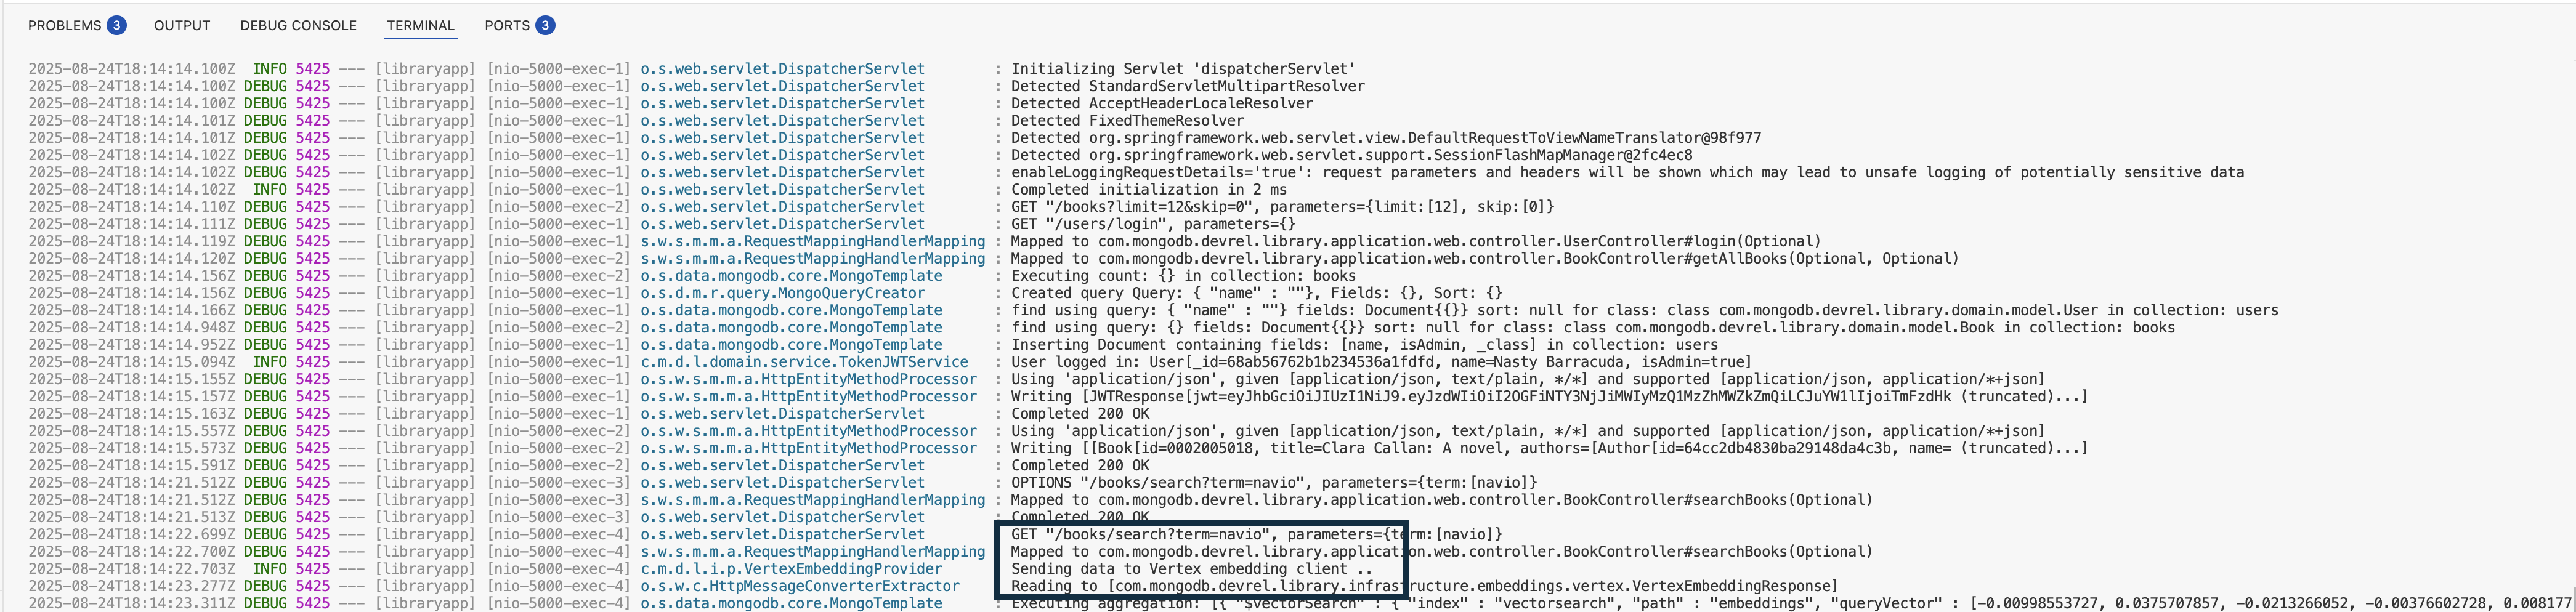 PROBLEMS 3 OUTPUT DEBUG CONSOLE TERMINAL PORTS 3
2025-08-24T18:14:14.100Z  INFO 5425 --- [libraryapp] [nio-5000-exec-1] o.s.web.servlet.DispatcherServlet        : Initializing Servlet 'dispatcherServlet'
2025-08-24T18:14:14.100Z DEBUG 5425 --- [libraryapp] [nio-5000-exec-1] o.s.web.servlet.DispatcherServlet        : Detected StandardServletMultipartResolver
2025-08-24T18:14:14.100Z DEBUG 5425 --- [libraryapp] [nio-5000-exec-1] o.s.web.servlet.DispatcherServlet        : Detected AcceptHeaderLocaleResolver
2025-08-24T18:14:14.101Z DEBUG 5425 --- [libraryapp] [nio-5000-exec-1] o.s.web.servlet.DispatcherServlet        : Detected FixedThemeResolver
2025-08-24T18:14:14.101Z DEBUG 5425 --- [libraryapp] [nio-5000-exec-1] o.s.web.servlet.DispatcherServlet        : Detected org.springframework.web.servlet.view.DefaultRequestToViewNameTranslator@98f977
2025-08-24T18:14:14.102Z DEBUG 5425 --- [libraryapp] [nio-5000-exec-1] o.s.web.servlet.DispatcherServlet        : Detected org.springframework.web.servlet.support.SessionFlashMapManager@2fc4ec8
2025-08-24T18:14:14.102Z DEBUG 5425 --- [libraryapp] [nio-5000-exec-1] o.s.web.servlet.DispatcherServlet        : enableLoggingRequestDetails='true': request parameters and headers will be shown which may lead to unsafe logging of potentially sensitive data
2025-08-24T18:14:14.102Z  INFO 5425 --- [libraryapp] [nio-5000-exec-1] o.s.web.servlet.DispatcherServlet        : Completed initialization in 2 ms
2025-08-24T18:14:14.110Z DEBUG 5425 --- [libraryapp] [nio-5000-exec-2] o.s.web.servlet.DispatcherServlet        : GET "/books?limit=12&skip=0", parameters={limit:[12], skip:[0]}
2025-08-24T18:14:14.111Z DEBUG 5425 --- [libraryapp] [nio-5000-exec-1] o.s.web.servlet.DispatcherServlet        : GET "/users/login", parameters={}
2025-08-24T18:14:14.119Z DEBUG 5425 --- [libraryapp] [nio-5000-exec-1] s.w.s.m.m.a.RequestMappingHandlerMapping : Mapped to com.mongodb.devrel.library.application.web.controller.UserController#login(Optional)
2025-08-24T18:14:14.120Z DEBUG 5425 --- [libraryapp] [nio-5000-exec-2] s.w.s.m.m.a.RequestMappingHandlerMapping : Mapped to com.mongodb.devrel.library.application.web.controller.BookController#getAllBooks(Optional, Optional)
2025-08-24T18:14:14.156Z DEBUG 5425 --- [libraryapp] [nio-5000-exec-2] o.s.data.mongodb.core.MongoTemplate      : Executing count: {} in collection: books
2025-08-24T18:14:14.156Z DEBUG 5425 --- [libraryapp] [nio-5000-exec-1] o.s.d.m.r.query.MongoQueryCreator        : Created query Query: { "name" : ""}, Fields: {}, Sort: {}
2025-08-24T18:14:14.166Z DEBUG 5425 --- [libraryapp] [nio-5000-exec-1] o.s.data.mongodb.core.MongoTemplate      : find using query: { "name" : ""} fields: Document{{}} sort: null for class: class com.mongodb.devrel.library.domain.model.User in collection: users
2025-08-24T18:14:14.948Z DEBUG 5425 --- [libraryapp] [nio-5000-exec-2] o.s.data.mongodb.core.MongoTemplate      : find using query: {} fields: Document{{}} sort: null for class: class com.mongodb.devrel.library.domain.model.Book in collection: books
2025-08-24T18:14:14.952Z DEBUG 5425 --- [libraryapp] [nio-5000-exec-1] o.s.data.mongodb.core.MongoTemplate      : Inserting Document containing fields: [name, isAdmin, _class] in collection: users
2025-08-24T18:14:15.094Z  INFO 5425 --- [libraryapp] [nio-5000-exec-1] c.m.d.l.domain.service.TokenJWTService   : User logged in: User[_id=68ab56762b1b234536a1fdfd, name=Nasty Barracuda, isAdmin=true]
2025-08-24T18:14:15.155Z DEBUG 5425 --- [libraryapp] [nio-5000-exec-1] o.s.w.s.m.m.a.HttpEntityMethodProcessor  : Using 'application/json', given [application/json, text/plain, */*] and supported [application/json, application/*+json]
2025-08-24T18:14:15.157Z DEBUG 5425 --- [libraryapp] [nio-5000-exec-1] o.s.w.s.m.m.a.HttpEntityMethodProcessor  : Writing [JWTResponse[jwt=eyJhbGciOiJIUzI1NiJ9.eyJzdWIiOiI2OGFiNTY3NjJiMWIyMzQ1MzZhMWZkZmQiLCJuYW1lIjoiTmFzdHk (truncated)...]
2025-08-24T18:14:15.163Z DEBUG 5425 --- [libraryapp] [nio-5000-exec-1] o.s.web.servlet.DispatcherServlet        : Completed 200 OK
2025-08-24T18:14:15.557Z DEBUG 5425 --- [libraryapp] [nio-5000-exec-2] o.s.w.s.m.m.a.HttpEntityMethodProcessor  : Using 'application/json', given [application/json, text/plain, */*] and supported [application/json, application/*+json]
2025-08-24T18:14:15.573Z DEBUG 5425 --- [libraryapp] [nio-5000-exec-2] o.s.w.s.m.m.a.HttpEntityMethodProcessor  : Writing [[Book[id=0002005018, title=Clara Callan: A novel, authors=[Author[id=64cc2db4830ba29148da4c3b, name= (truncated)...]
2025-08-24T18:14:15.591Z DEBUG 5425 --- [libraryapp] [nio-5000-exec-2] o.s.web.servlet.DispatcherServlet        : Completed 200 OK
2025-08-24T18:14:21.512Z DEBUG 5425 --- [libraryapp] [nio-5000-exec-3] o.s.web.servlet.DispatcherServlet        : OPTIONS "/books/search?term=navio", parameters={term:[navio]}
2025-08-24T18:14:21.512Z DEBUG 5425 --- [libraryapp] [nio-5000-exec-3] s.w.s.m.m.a.RequestMappingHandlerMapping : Mapped to com.mongodb.devrel.library.application.web.controller.BookController#searchBooks(Optional)
2025-08-24T18:14:21.513Z DEBUG 5425 --- [libraryapp] [nio-5000-exec-3] o.s.web.servlet.DispatcherServlet        : Completed 200 OK
2025-08-24T18:14:22.699Z DEBUG 5425 --- [libraryapp] [nio-5000-exec-4] o.s.web.servlet.DispatcherServlet        GET "/books/search?term=navio", parameters={term:[navio]}
2025-08-24T18:14:22.700Z DEBUG 5425 --- [libraryapp] [nio-5000-exec-4] s.w.s.m.m.a.RequestMappingHandlerMapping Mapped to com.mongodb.devrel.library.application.web.controller.BookController#searchBooks(Optional)
2025-08-24T18:14:22.703Z  INFO 5425 --- [libraryapp] [nio-5000-exec-4] c.m.d.l.i.p.VertexEmbeddingProvider      Sending data to Vertex embedding client ..
2025-08-24T18:14:23.277Z DEBUG 5425 --- [libraryapp] [nio-5000-exec-4] o.s.w.c.HttpMessageConverterExtractor    Reading to [com.mongodb.devrel.library.infrastructure.embeddings.vertex.VertexEmbeddingResponse]
2025-08-24T18:14:23.311Z DEBUG 5425 --- [libraryapp] [nio-5000-exec-4] o.s.data.mongodb.core.MongoTemplate      : Executing aggregation: [{ "$vectorSearch" : { "index" : "vectorsearch", "path" : "embeddings", "queryVector" : [-0.00998553727, 0.0375707857, -0.0213266052, -0.00376602728, 0.008177